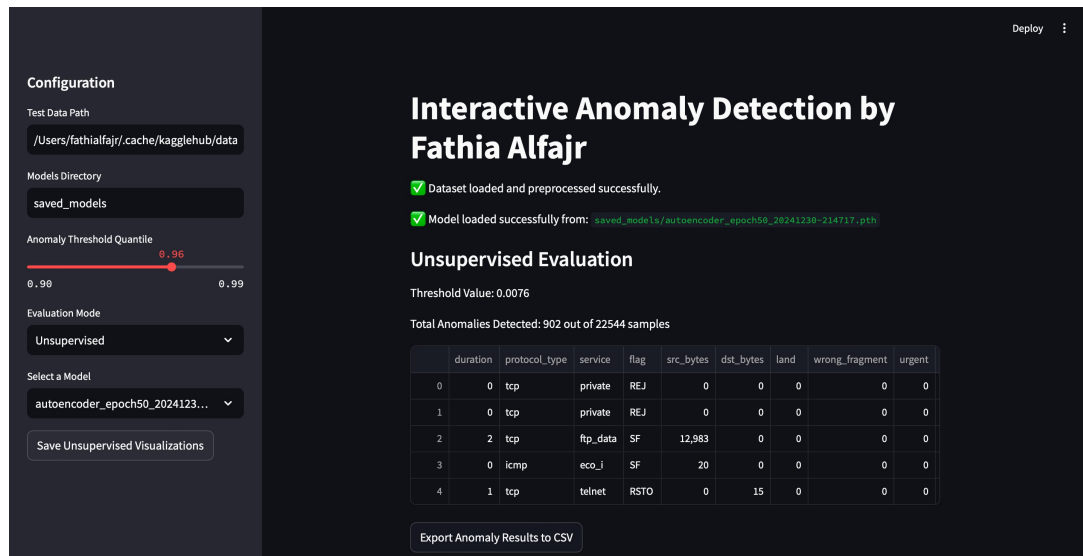 Deploy
Configuration
Test Data Path
/Users/fathialfajr/.cache/kagglehub/data
Models Directory
saved_models
Anomaly Threshold Quantile
0.96
0.90 0.99
Evaluation Mode
Unsupervised
Select a Model
autoencoder_epoch50_2024123...
Save Unsupervised Visualizations
Interactive Anomaly Detection by
Fathia Alfajr
✅ Dataset loaded and preprocessed successfully.
✅ Model loaded successfully from: saved_models/autoencoder_epoch50_20241230-214717.pth
Unsupervised Evaluation
Threshold Value: 0.0076
Total Anomalies Detected: 902 out of 22544 samples
duration protocol_type service flag src_bytes dst_bytes land wrong_fragment urgent
0 0 tcp private REJ 0 0 0 0 0
1 0 tcp private REJ 0 0 0 0 0
2 2 tcp ftp_data SF 12,983 0 0 0 0
3 0 icmp eco_i SF 20 0 0 0 0
4 1 tcp telnet RSTO 0 15 0 0 0
Export Anomaly Results to CSV